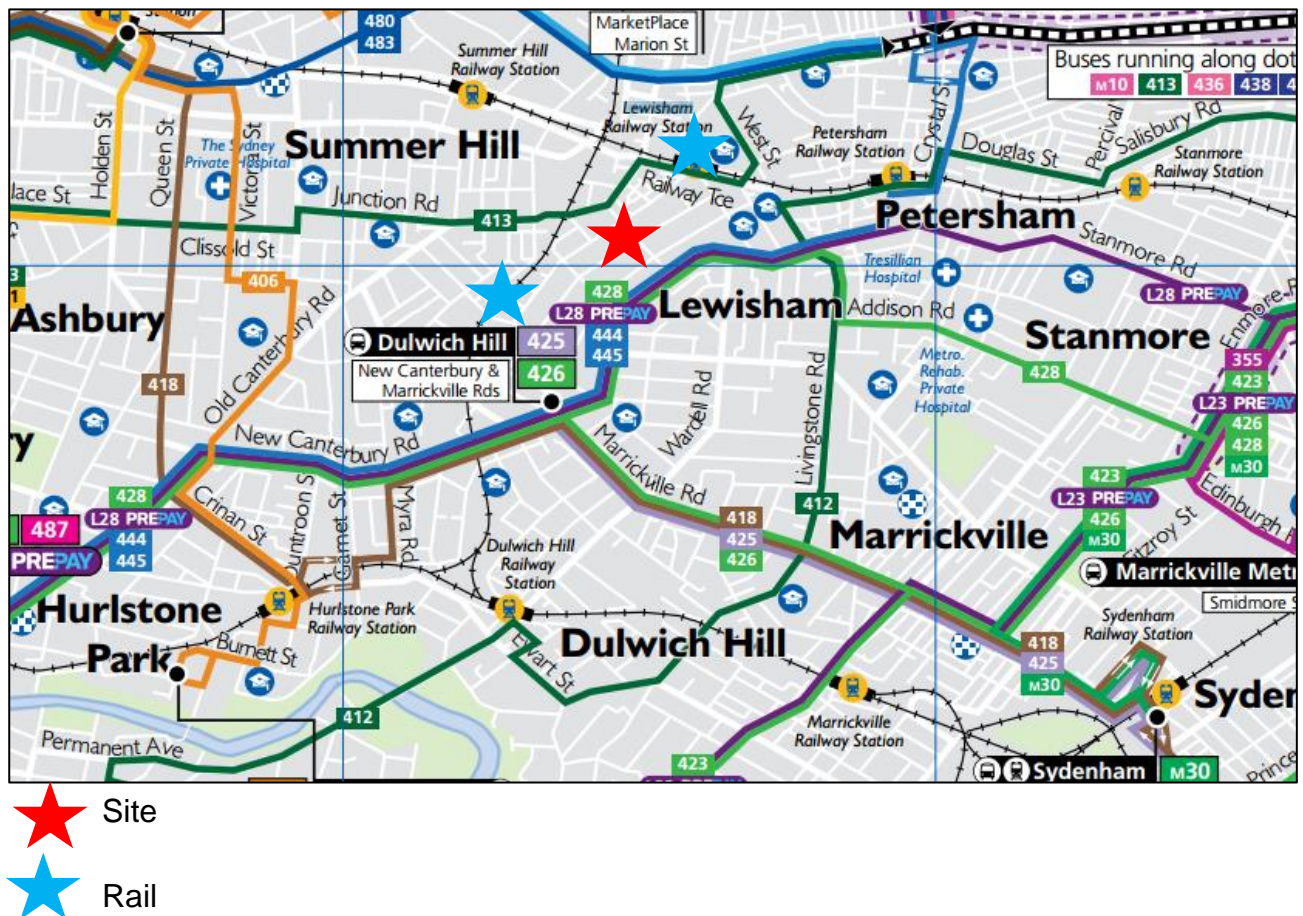 Station
480
483
MarketPlace
Marion St
Summer Hill
Railway Station
Lewisham
Railway Station
West St
Crystal St
Petersham
Railway Station
Buses running along dot
M10 413 436 438 4
Douglas St
Percival
Salisbury Rd
Stanmore
Railway Station
Holden St
Queen St
Victoria St
The Sydney
Private Hospital
Summer Hill
Junction Rd
413
Railway Tce
Petersham
lace St
Clissold St
406
Stanmore Rd
L28 PREPAY
Enmore R
Tresillian
Hospital
3
1
Ashbury
Old Canterbury Rd
428
L28 PREPAY
444
445
Lewisham
Addison Rd
Stanmore
Dulwich Hill 425
426
New Canterbury &
Marrickville Rds
418
Metro.
Rehab.
Private
Hospital
428
355
423
L23 PREPAY
426
428
M30
Wardell Rd
Livingstone Rd
ry
New Canterbury Rd
Marrickville Rd
428
L28 PREPAY
444
445
487
PREPAY
Crinan St
Duntroon S
Garnet St
Myra Rd
412
418
425
426
Marrickville
423
L23 PREPAY
426
M30
Edinburgh R
Fitzroy St
Marrickville Metr
Smidmore S
Hurlstone
Park
Hurlstone Park
Railway Station
Dulwich Hill
Railway
Station
Dulwich Hill
Burnett St
Ewart St
412
Sydenham
Railway Station
418
425
M30
Syden
Permanent Ave
Marrickville
Railway Station
423
Sydenham M30
Prince
Site
Rail